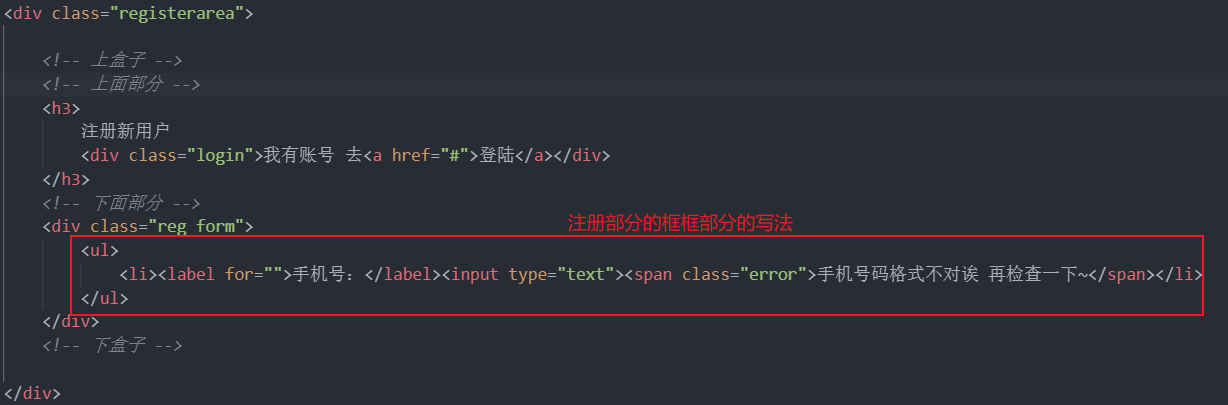 <div class="registerarea">
<!-- 上盒子 -->
<!-- 上面部分 -->
<h3>
注册新用户
<div class="login">我有账号 去<a href="#">登陆</a></div>
</h3>
<!-- 下面部分 -->
<div class="reg form">
注册部分的框框部分的写法
<ul>
<li><label for="">手机号：</label><input type="text"><span class="error">手机号码格式不对诶 再检查一下~</span></li>
</ul>
</div>
<!-- 下盒子 -->
</div>